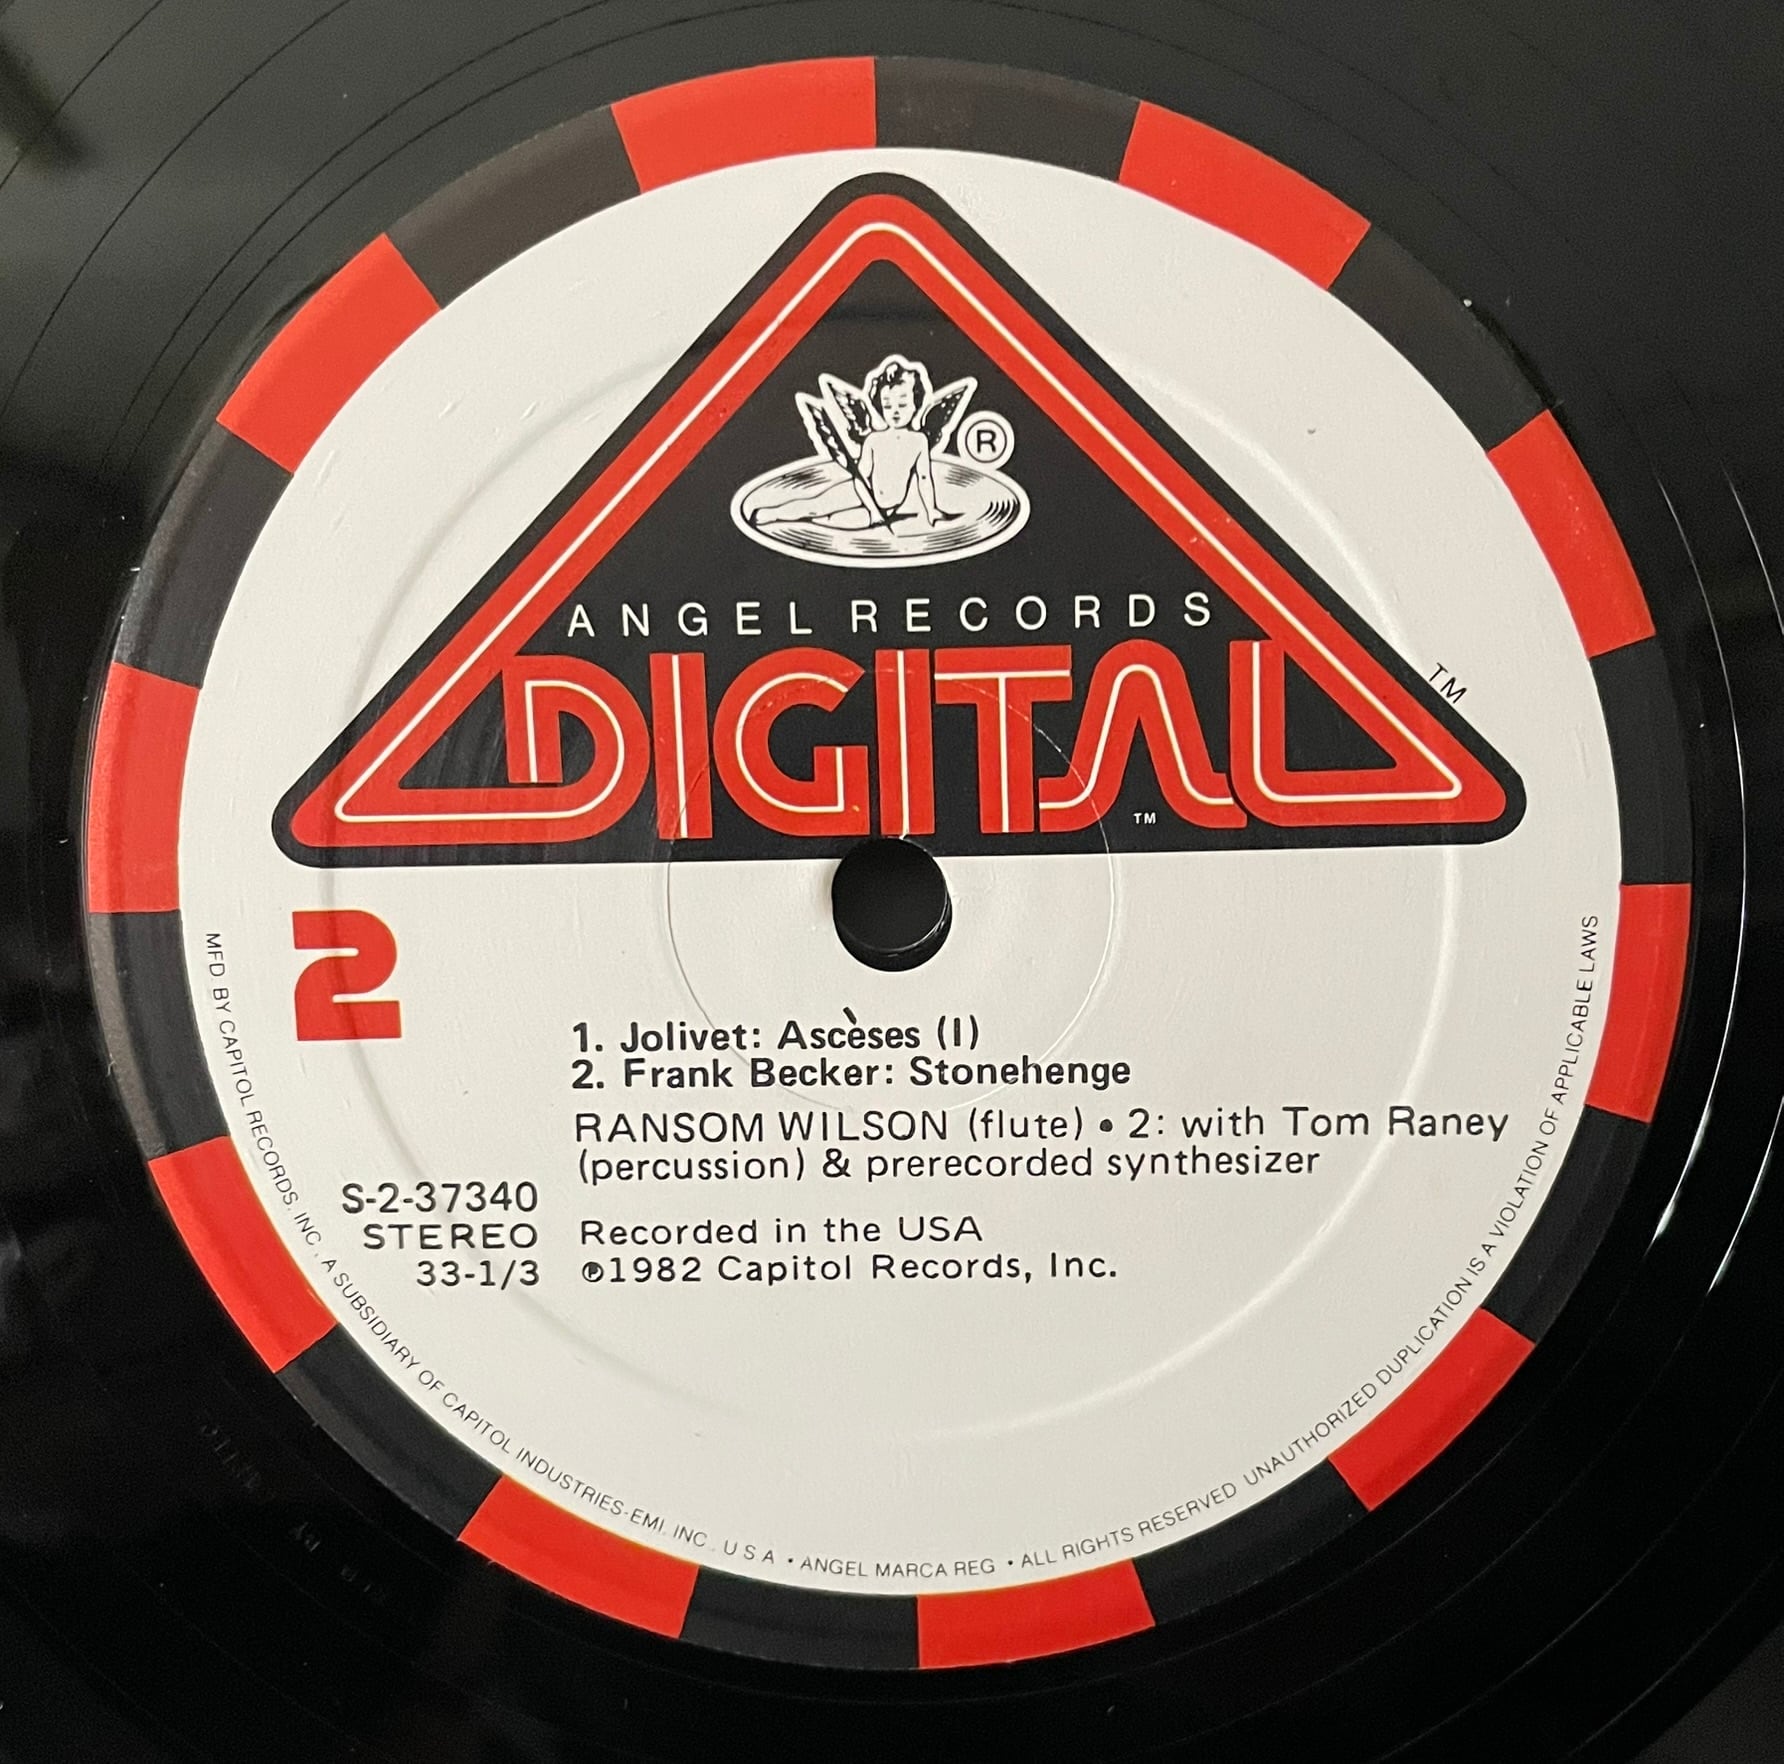 ®
ANGEL RECORDS
DIGITAL
TM
TM
2
1. Jolivet: Ascèses (I)
2. Frank Becker: Stonehenge
RANSOM WILSON (flute) • 2: with Tom Raney
(percussion) & prerecorded synthesizer
S-2-37340
STEREO
33-1/3
Recorded in the USA
℗1982 Capitol Records, Inc.
MFD. BY CAPITOL RECORDS, INC., A SUBSIDIARY OF CAPITOL INDUSTRIES-EMI, INC., U S A • ANGEL MARCA REG • ALL RIGHTS RESERVED UNAUTHORIZED DUPLICATION IS A VIOLATION OF APPLICABLE LAWS